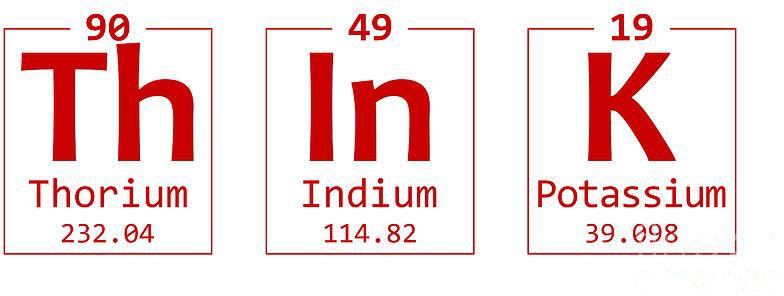 90 49 19
Th In K
Thorium Indium Potassium
232.04 114.82 39.098